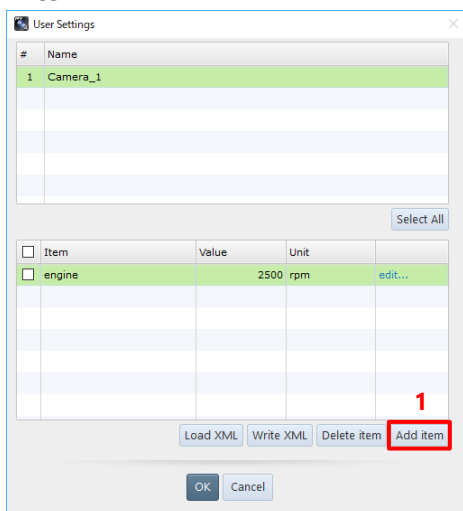 User Settings
# Name
1 Camera_1
Select All
Item Value Unit
engine 2500 rpm edit...
1
Load XML Write XML Delete item Add item
OK Cancel